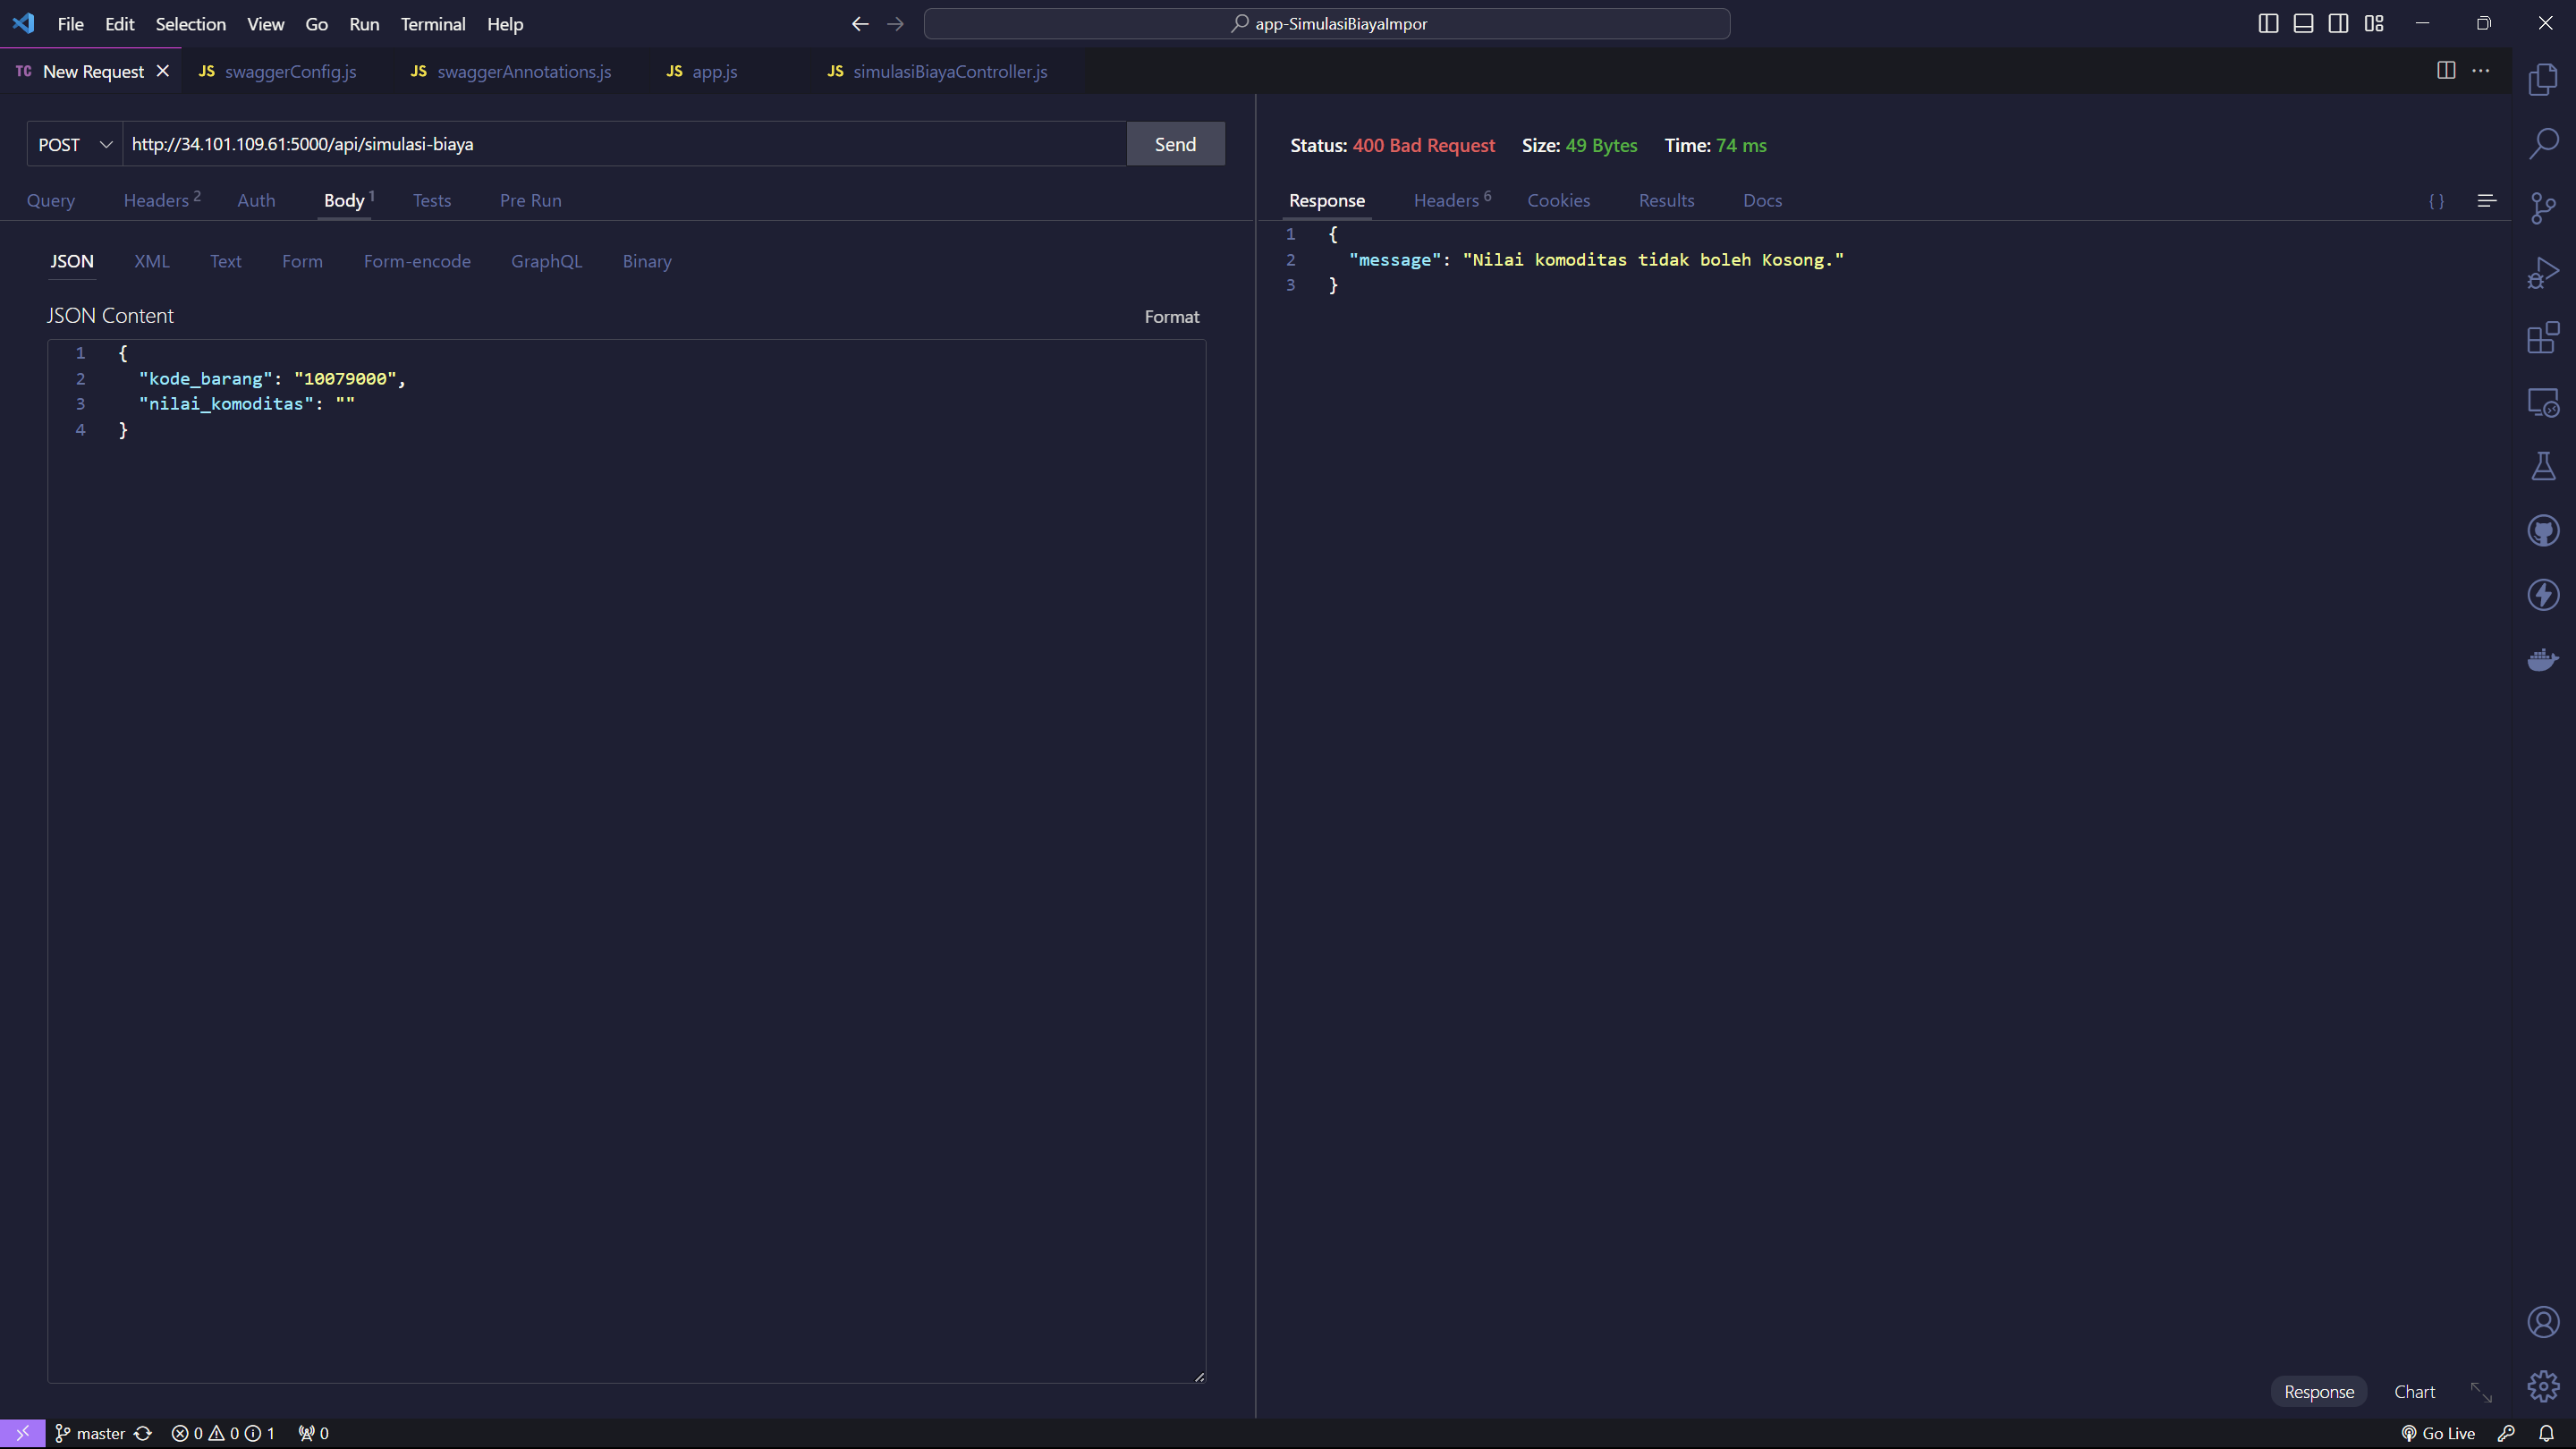 File Edit Selection View Go Run Terminal Help
app-SimulasiBiayaImpor
TC New Request JS swaggerConfig.js JS swaggerAnnotations.js JS app.js JS simulasiBiayaController.js
POST http://34.101.109.61:5000/api/simulasi-biaya Send
Query Headers 2 Auth Body 1 Tests Pre Run
JSON XML Text Form Form-encode GraphQL Binary
JSON Content Format
1 {
2 "kode_barang": "10079000",
3 "nilai_komoditas": ""
4 }
Status: 400 Bad Request Size: 49 Bytes Time: 74 ms
Response Headers 6 Cookies Results Docs { }
1 {
2 "message": "Nilai komoditas tidak boleh Kosong."
3 }
Response Chart
master 0 0 1 0 Go Live